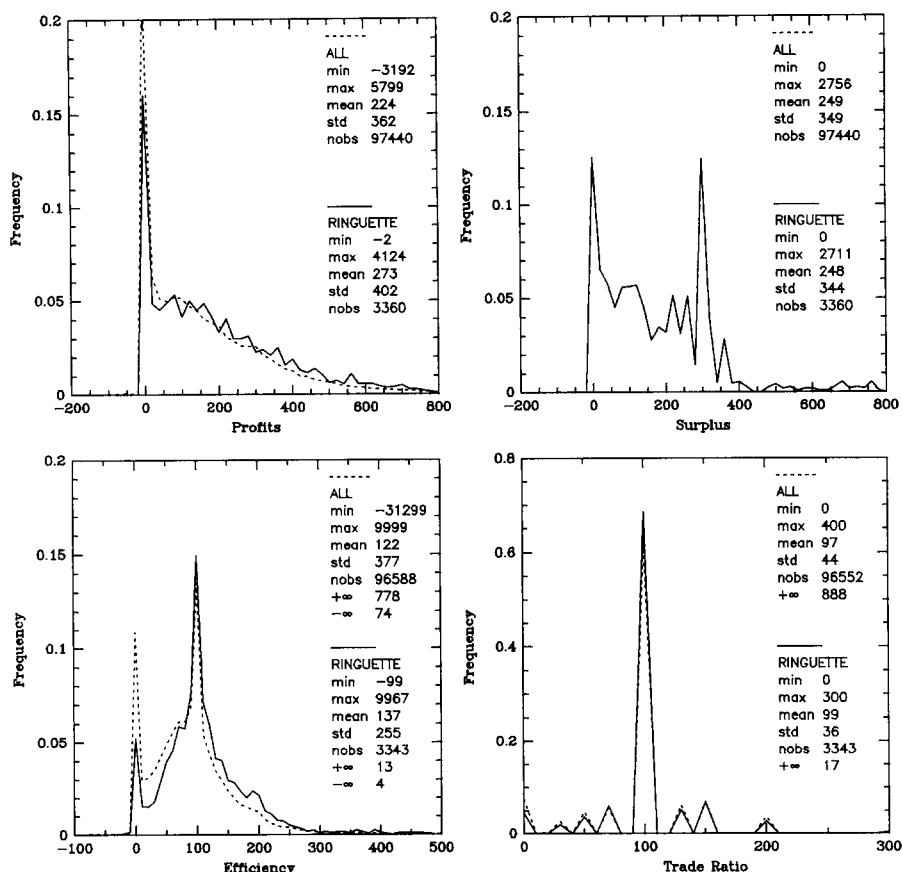 0.2
0.15
0.1
0.05
0
Frequency
-200
0
200
400
600
800
Profits
ALL
min -3192
max 5799
mean 224
std 362
nobs 97440
RINGUETTE
min -2
max 4124
mean 273
std 402
nobs 3360
0.2
0.15
0.1
0.05
0
Frequency
-200
0
200
400
600
800
Surplus
ALL
min 0
max 2756
mean 249
std 349
nobs 97440
RINGUETTE
min 0
max 2711
mean 248
std 344
nobs 3360
0.2
0.15
0.1
0.05
0
Frequency
-100
0
100
200
300
400
500
Efficiency
ALL
min -31299
max 9999
mean 122
std 377
nobs 96588
+∞ 778
-∞ 74
RINGUETTE
min -99
max 9967
mean 137
std 255
nobs 3343
+∞ 13
-∞ 4
0.8
0.6
0.4
0.2
0
Frequency
0
100
200
300
Trade Ratio
ALL
min 0
max 400
mean 97
std 44
nobs 96552
+∞ 888
RINGUETTE
min 0
max 300
mean 99
std 36
nobs 3343
+∞ 17